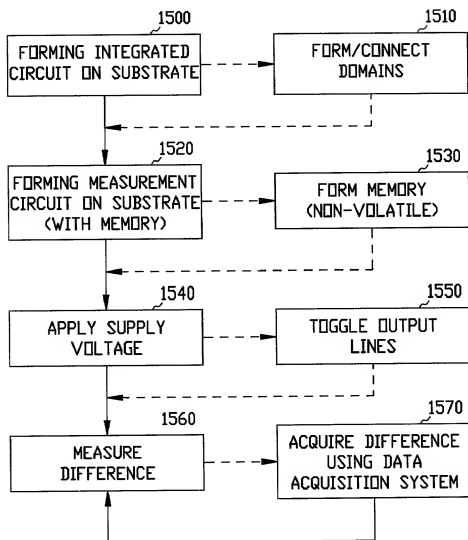 1500
FORMING INTEGRATED
CIRCUIT ON SUBSTRATE
1510
FORM/CONNECT
DOMAINS
1520
FORMING MEASUREMENT
CIRCUIT ON SUBSTRATE
(WITH MEMORY)
1530
FORM MEMORY
(NON-VOLATILE)
1540
APPLY SUPPLY
VOLTAGE
1550
TOGGLE OUTPUT
LINES
1560
MEASURE
DIFFERENCE
1570
ACQUIRE DIFFERENCE
USING DATA
ACQUISITION SYSTEM